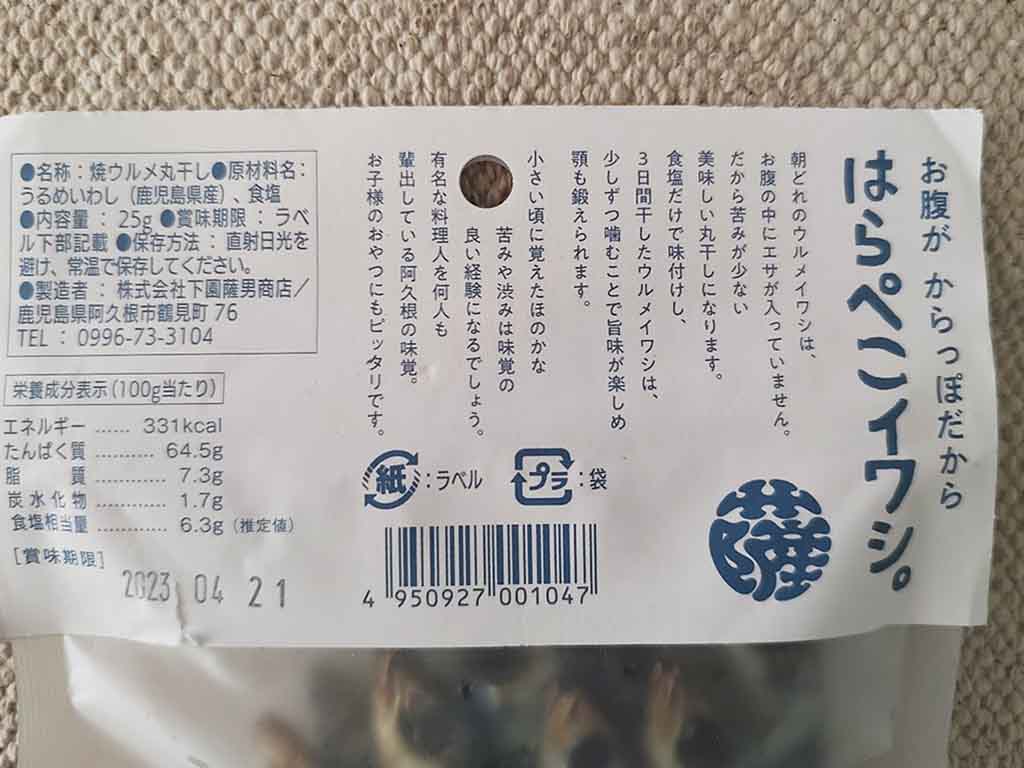 お腹が からっぽだから
はらぺこイワシ。
薩
朝どれのウルメイワシは、
お腹の中にエサが入っていません。
だから苦みが少ない
美味しい丸干しになります。
食塩だけで味付けし、
3日間干したウルメイワシは、
少しずつ噛むことで旨味が楽しめ
顎も鍛えられます。
小さい頃に覚えたほのかな
苦みや渋みは味覚の
良い経験になるでしょう。
有名な料理人を何人も
輩出している阿久根の味覚。
お子様のおやつにもピッタリです。
●名称：焼ウルメ丸干し●原材料名：
うるめいわし（鹿児島県産）、食塩
●内容量 ： 25g ●賞味期限 ： ラベ
ル下部記載 ●保存方法 ： 直射日光を
避け、常温で保存してください。
●製造者 ： 株式会社下園薩男商店／
鹿児島県阿久根市鶴見町 76
TEL ： 0996-73-3104
栄養成分表示（100g当たり）
エネルギー …… 331kcal
たんぱく質 ………… 64.5g
脂 質 ………… 7.3g
炭水化物 ………… 1.7g
食塩相当量 ………… 6.3g（推定値）
［賞味期限］
2023 04 21
紙：ラベル
プラ：袋
4 950927 001047